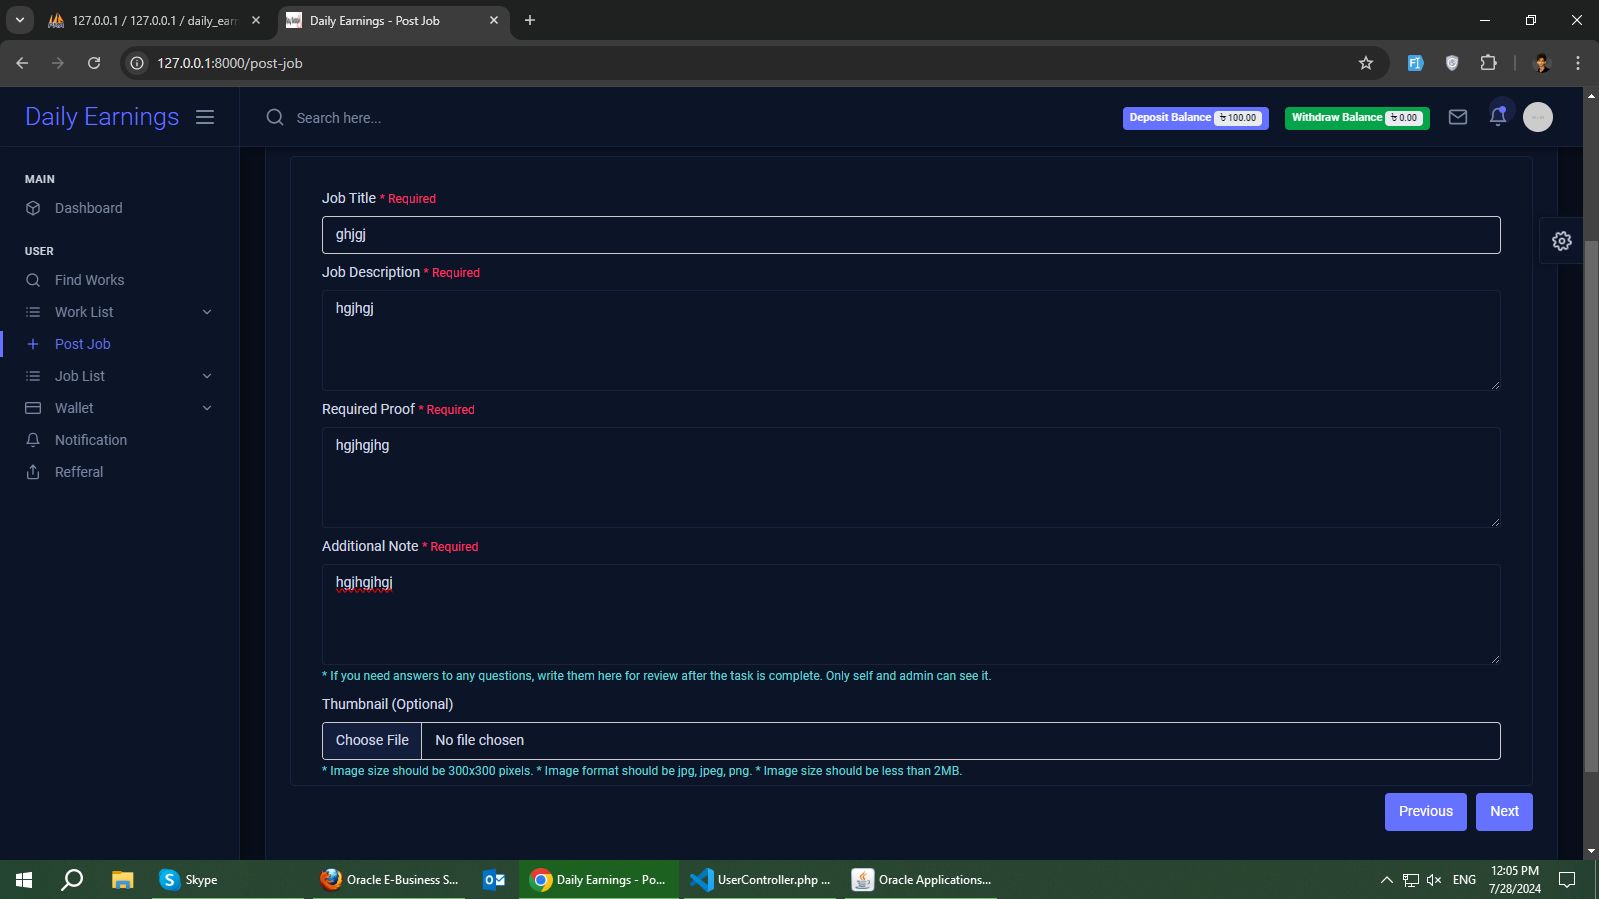 127.0.0.1 / 127.0.0.1 / daily_earn
Daily Earnings - Post Job
127.0.0.1:8000/post-job
Daily Earnings
Search here...
Deposit Balance ৳ 100.00
Withdraw Balance ৳ 0.00
MAIN
Dashboard
USER
Find Works
Work List
Post Job
Job List
Wallet
Notification
Refferal
Job Title * Required
ghjgj
Job Description * Required
hgjhgj
Required Proof * Required
hgjhgjhg
Additional Note * Required
hgjhgjhgj
* If you need answers to any questions, write them here for review after the task is complete. Only self and admin can see it.
Thumbnail (Optional)
Choose File No file chosen
* Image size should be 300x300 pixels. * Image format should be jpg, jpeg, png. * Image size should be less than 2MB.
Previous Next
Skype
Oracle E-Business S...
Daily Earnings - Po...
UserController.php ...
Oracle Applications...
ENG
12:05 PM
7/28/2024